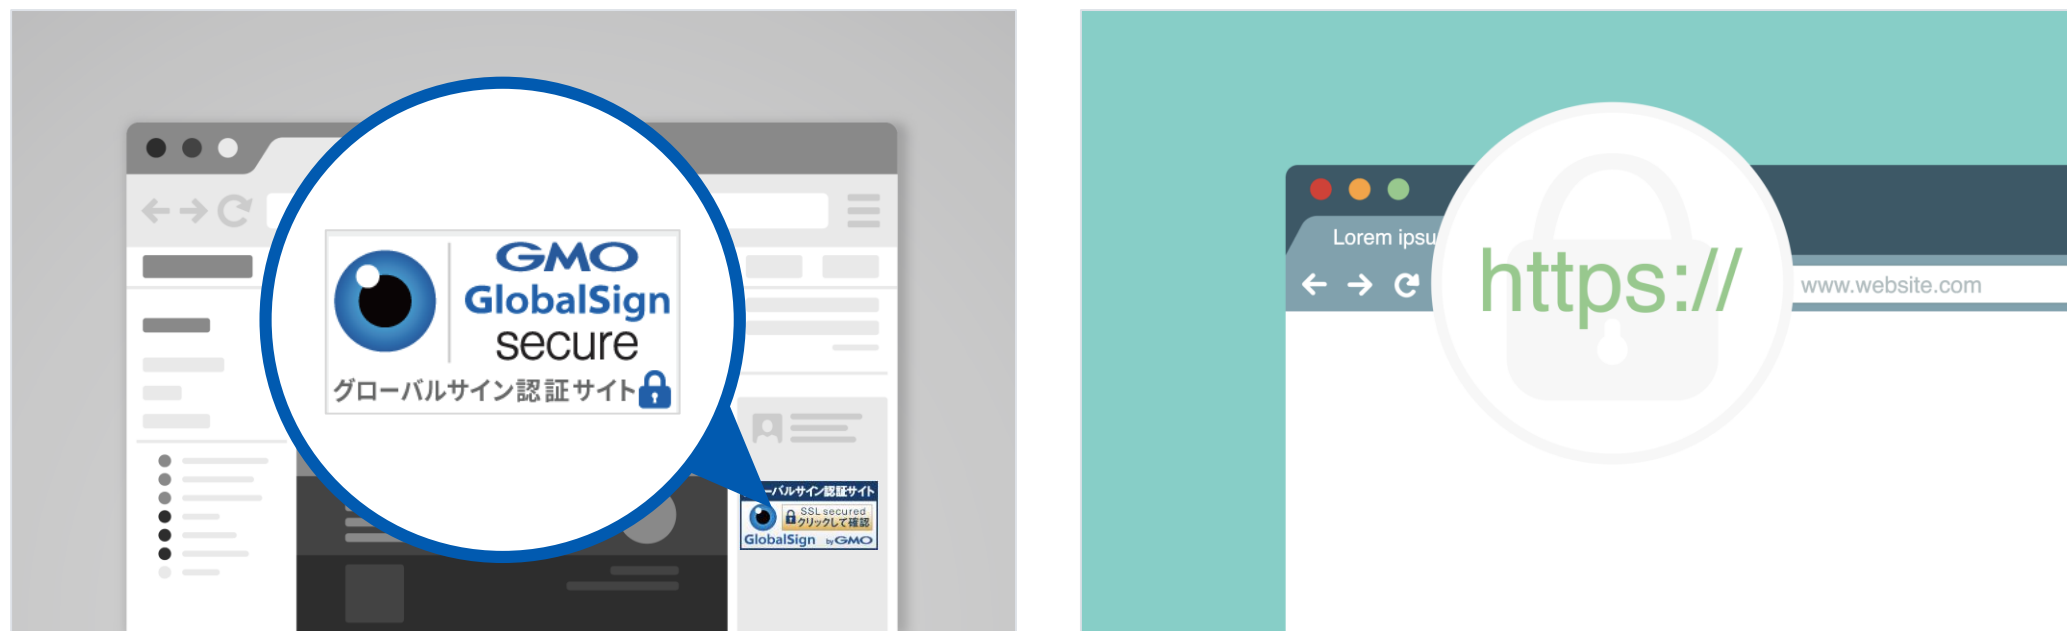 GMO
GlobalSign
secure
グローバルサイン認証サイト
ーバルサイン認証サイト
SSL secured
クリックして確認
GlobalSign by GMO
Lorem ipsu
https://
www.website.com